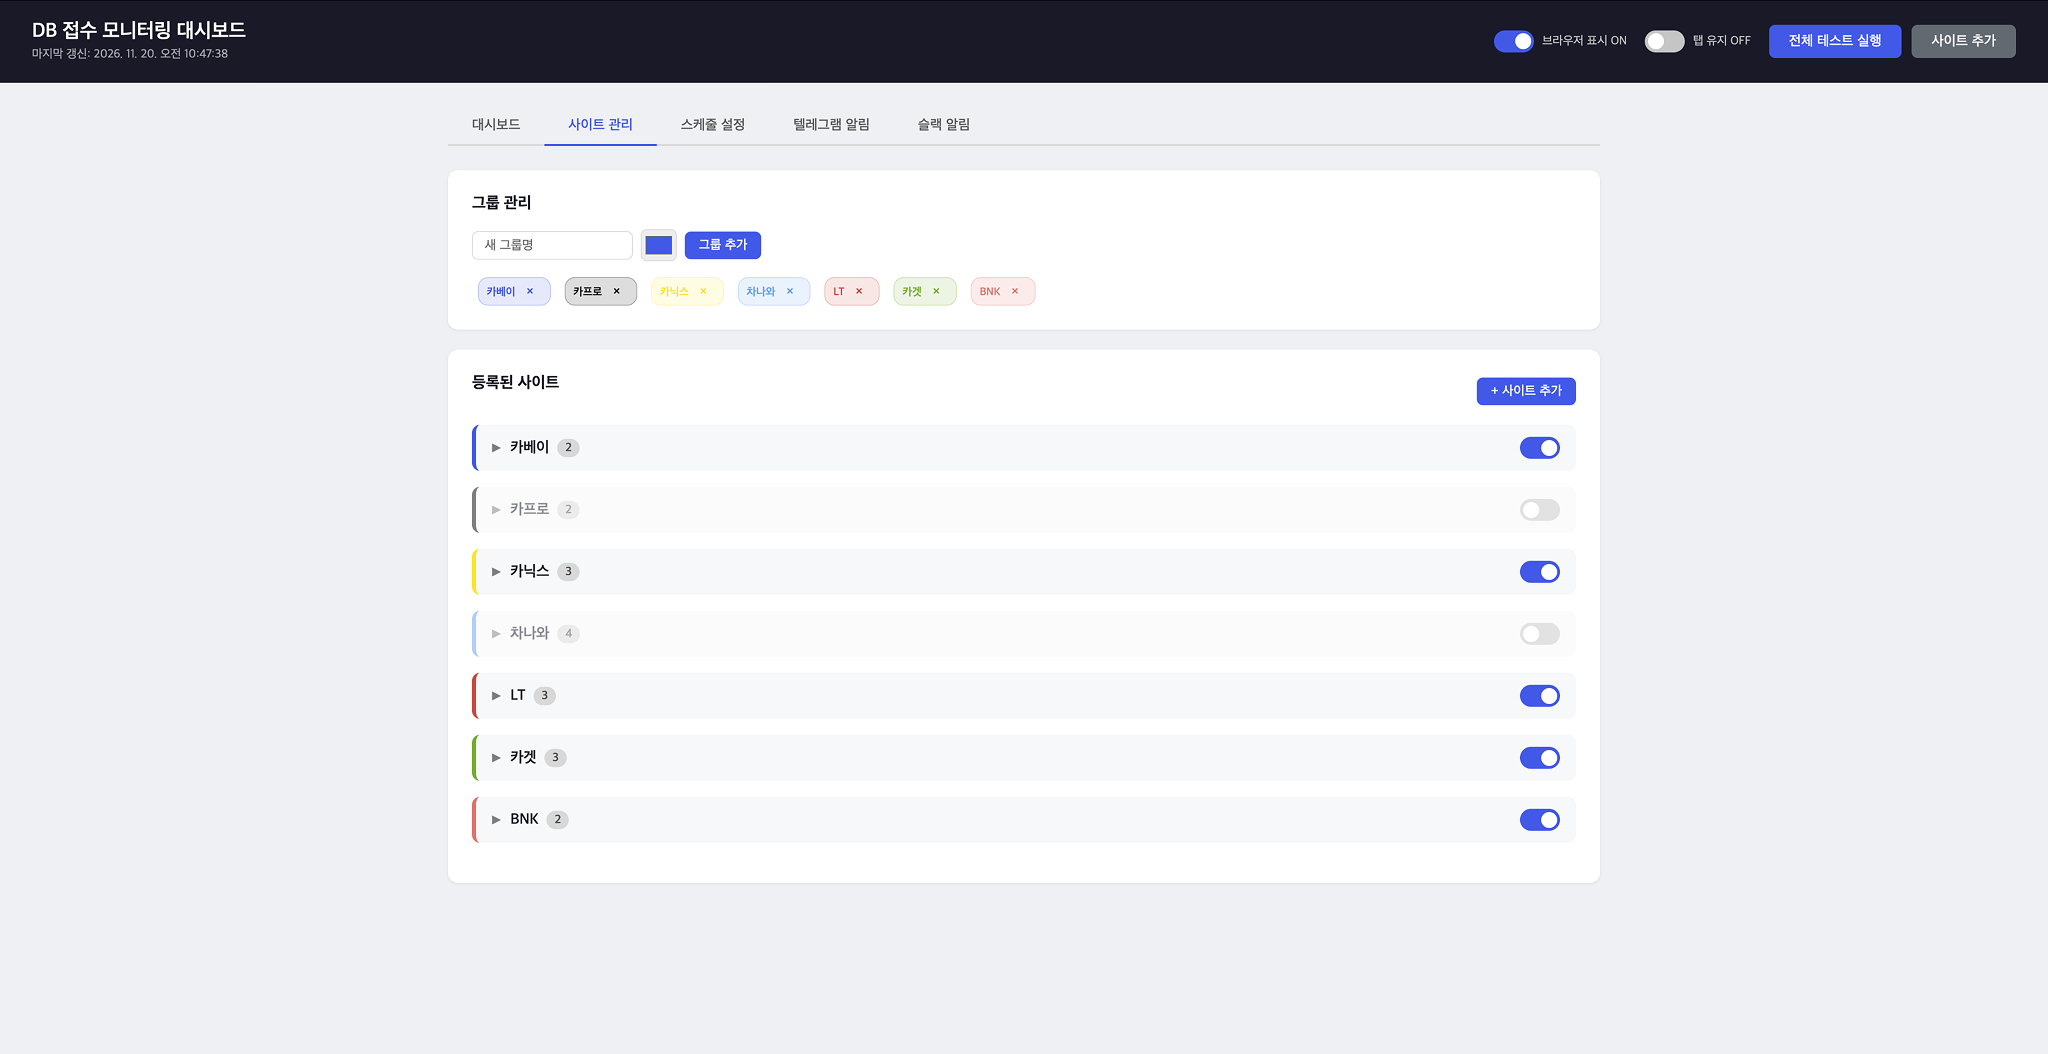 DB 접수 모니터링 대시보드
마지막 갱신: 2026. 11. 20. 오전 10:47:38
브라우저 표시 ON
탭 유지 OFF
전체 테스트 실행
사이트 추가
대시보드
사이트 관리
스케줄 설정
텔레그램 알림
슬랙 알림
그룹 관리
새 그룹명
그룹 추가
카베이 ×
카프로 ×
카닉스 ×
차나와 ×
LT ×
카겟 ×
BNK ×
등록된 사이트
+ 사이트 추가
▶ 카베이 2
▶ 카프로 2
▶ 카닉스 3
▶ 차나와 4
▶ LT 3
▶ 카겟 3
▶ BNK 2